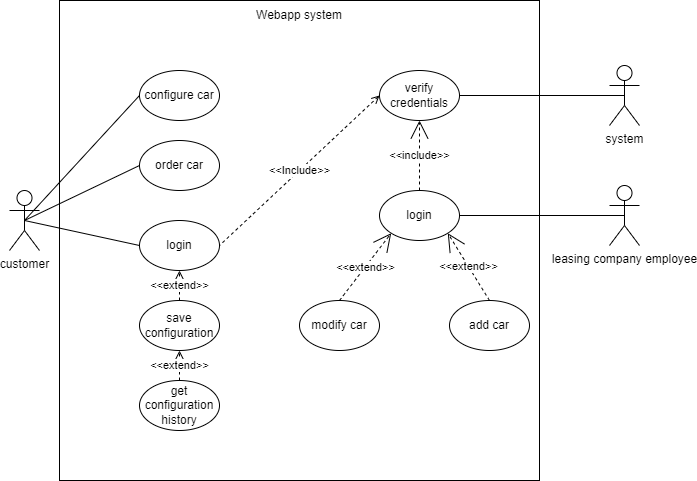 Webapp system
configure car
verify
credentials
system
order car
<<Include>>
<<include>>
customer
login
login
leasing company employee
<<extend>>
<<extend>>
<<extend>>
save
configuration
modify car
add car
<<extend>>
get
configuration
history